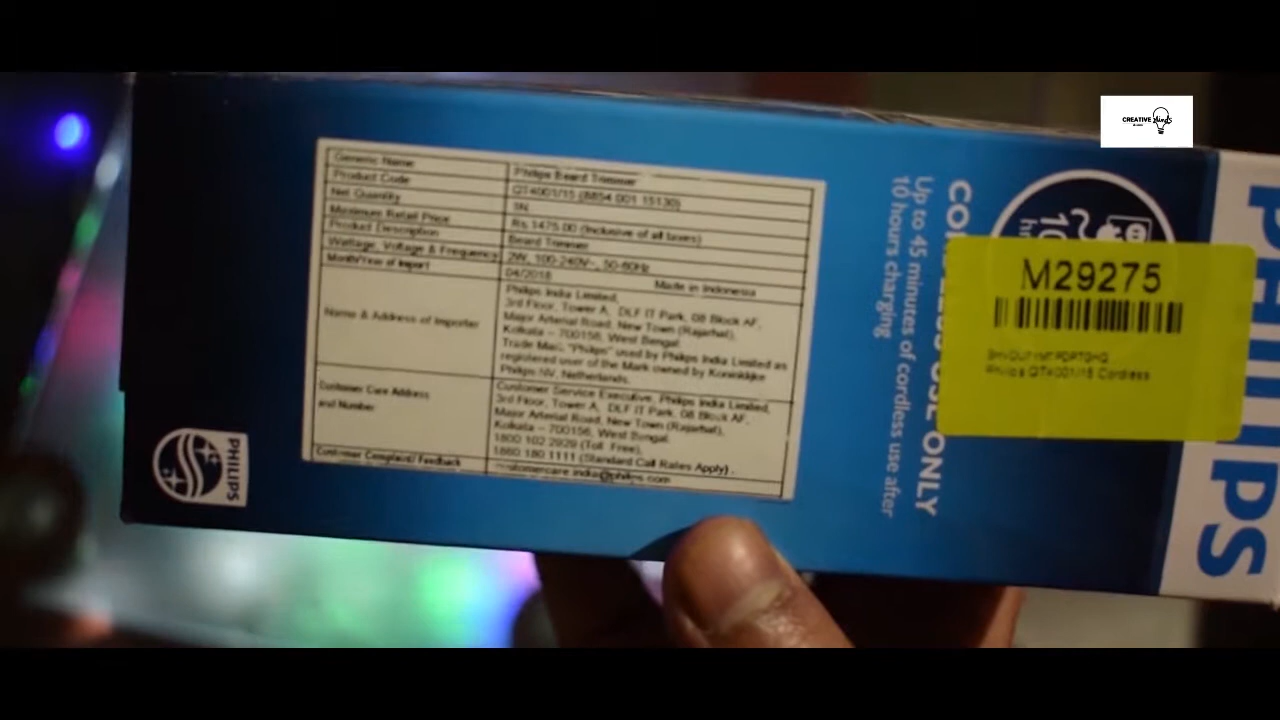 CREATIVE Minds
Generic Name Philips Beard Trimmer
Product Code QT4001/15 (8854 001 15130)
Net Quantity 1N
Maximum Retail Price Rs.1475.00 (Inclusive of all taxes)
Product Description Beard Trimmer
Wattage, Voltage & Frequency 2W, 100-240V~, 50-60Hz
Month/Year of Import 04/2018 Made in Indonesia
Name & Address of Importer
Philips India Limited,
3rd Floor, Tower A, DLF IT Park, 08 Block AF,
Major Arterial Road, New Town (Rajarhat),
Kolkata – 700156, West Bengal.
Trade Mark "Philips" used by Philips India Limited as
registered user of the Mark owned by Koninklijke
Philips NV, Netherlands.
Customer Care Address
and Number
Customer Service Executive, Philips India Limited,
3rd Floor, Tower A, DLF IT Park, 08 Block AF,
Major Arterial Road, New Town (Rajarhat),
Kolkata – 700156, West Bengal.
1800 102 2929 (Toll Free),
1860 180 1111 (Standard Call Rates Apply).
Customer Complaint/ Feedback customercare.india@philips.com
PHILIPS
USE ONLY
Up to 45 minutes of cordless use after
10 hours charging
10
M29275
Philips QT4001/15 Cordless
PHILIPS